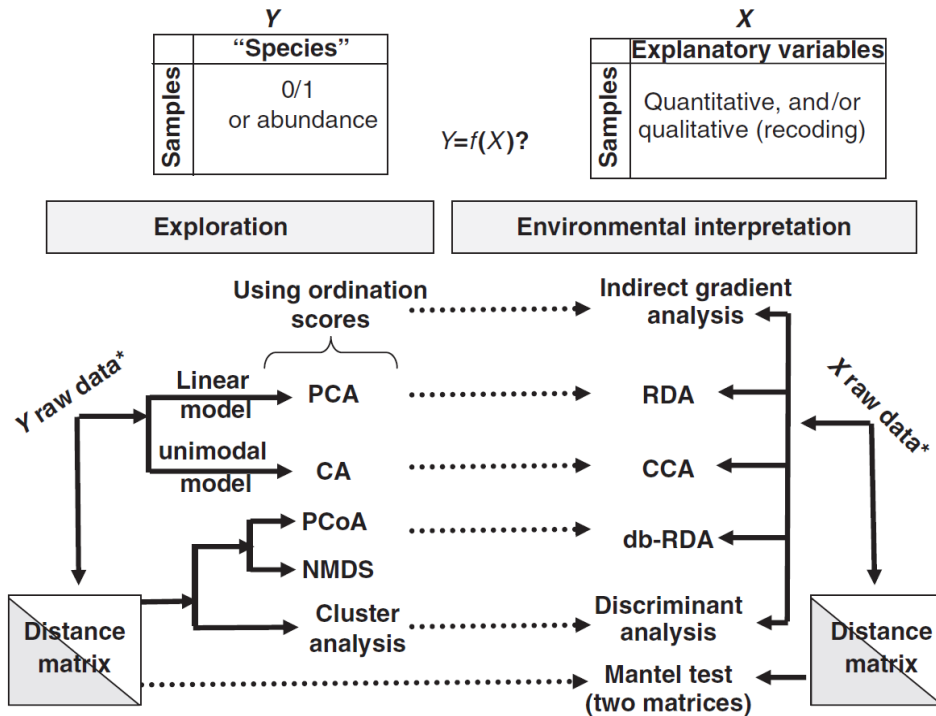 Y
X
"Species"
Explanatory variables
Samples
0/1
or abundance
Samples
Quantitative, and/or
qualitative (recoding)
Y=f(X)?
Exploration
Environmental interpretation
Using ordination
scores
Indirect gradient
analysis
Y raw data*
Linear
model
PCA
RDA
X raw data*
unimodal
model
CA
CCA
PCoA
db-RDA
NMDS
Cluster
analysis
Discriminant
analysis
Distance
matrix
Distance
matrix
Mantel test
(two matrices)